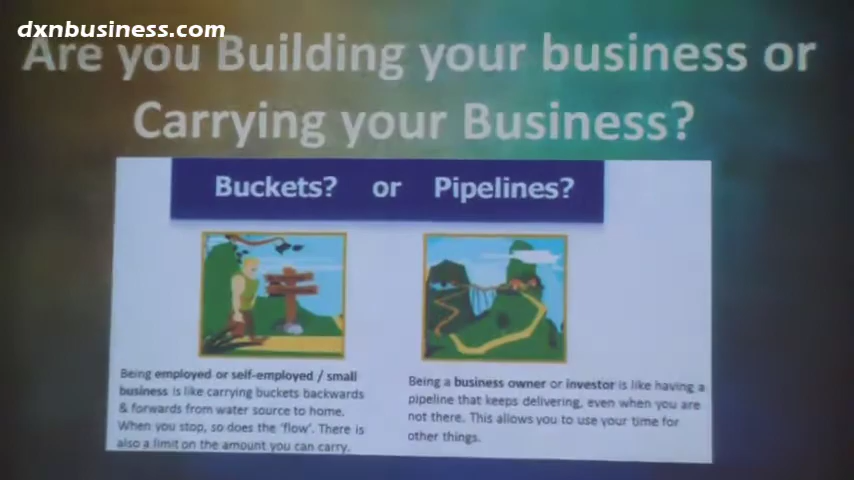 dxnbusiness.com
Are you Building your business or
Carrying your Business?
Buckets? or Pipelines?
Being employed or self-employed / small
business is like carrying buckets backwards
& forwards from water source to home.
When you stop, so does the 'flow'. There is
also a limit on the amount you can carry.
Being a business owner or investor is like having a
pipeline that keeps delivering, even when you are
not there. This allows you to use your time for
other things.